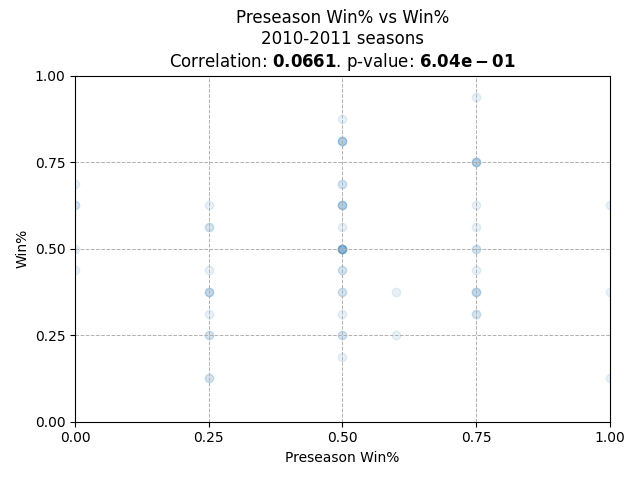 Preseason Win% vs Win%
2010-2011 seasons
Correlation: 0.0661. p-value: 6.04e−01
1.00
0.75
0.50
0.25
0.00
Win%
0.00 0.25 0.50 0.75 1.00
Preseason Win%